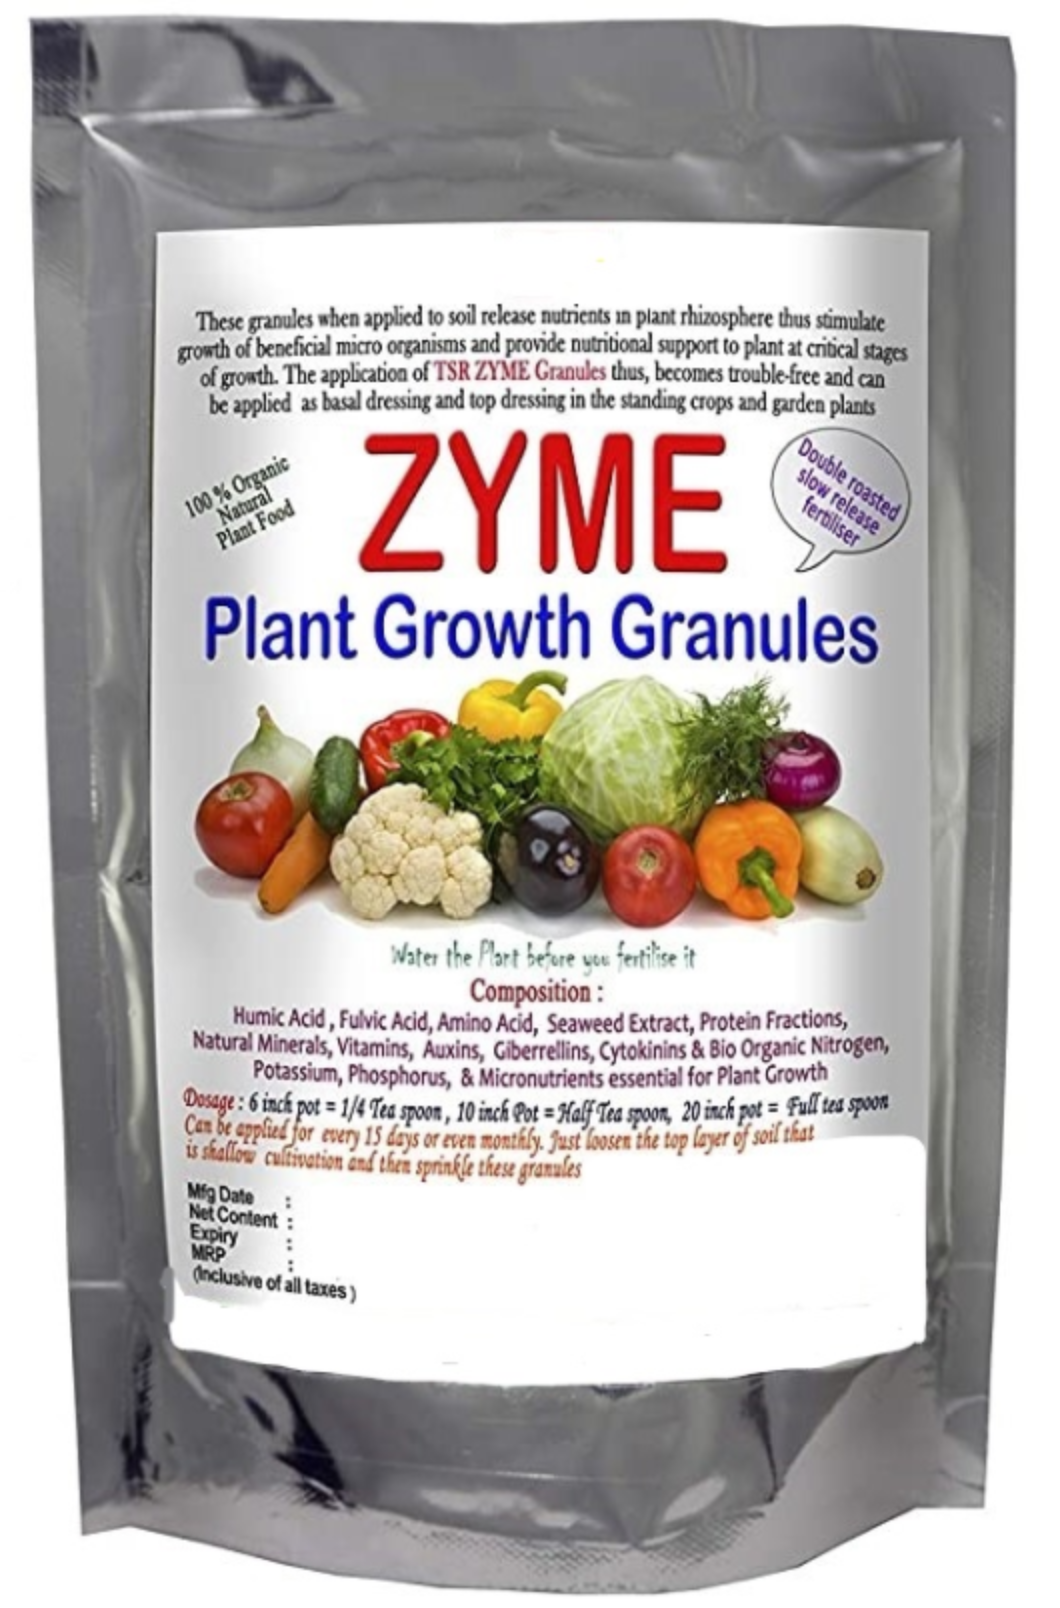 These granules when applied to soil release nutrients in plant rhizosphere thus stimulate
growth of beneficial micro organisms and provide nutritional support to plant at critical stages
of growth. The application of TSR ZYME Granules thus, becomes trouble-free and can
be applied as basal dressing and top dressing in the standing crops and garden plants
100 % Organic
Natural
Plant Food
ZYME
Double roasted
slow release
fertiliser
Plant Growth Granules
Water the Plant before you fertilise it
Composition :
Humic Acid , Fulvic Acid, Amino Acid, Seaweed Extract, Protein Fractions,
Natural Minerals, Vitamins, Auxins, Giberrellins, Cytokinins & Bio Organic Nitrogen,
Potassium, Phosphorus, & Micronutrients essential for Plant Growth
Dosage : 6 inch pot = 1/4 Tea spoon , 10 inch Pot = Half Tea spoon, 20 inch pot = Full tea spoon
Can be applied for every 15 days or even monthly. Just loosen the top layer of soil that
is shallow cultivation and then sprinkle these granules
Mfg Date :
Net Content :
Expiry :
MRP :
(Inclusive of all taxes )